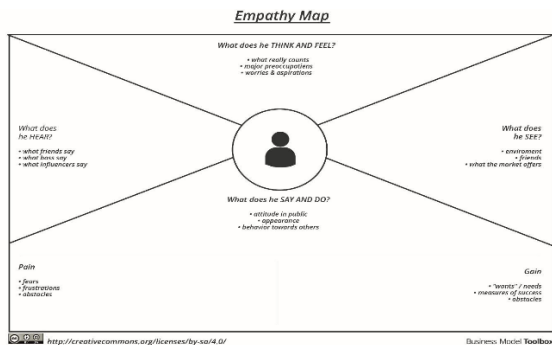 Empathy Map
What does he THINK AND FEEL?
• what really counts
• major preoccupations
• worries & aspirations
What does
he HEAR?
• what friends say
• what boss say
• what influencers say
What does
he SEE?
• enviroment
• friends
• what the market offers
What does he SAY AND DO?
• attitude in public
• appearance
• behavior towards others
Pain
• fears
• frustrations
• obstacles
Gain
• "wants" / needs
• measures of success
• obstacles
http://creativecommons.org/licenses/by-sa/4.0/
Business Model Toolbox